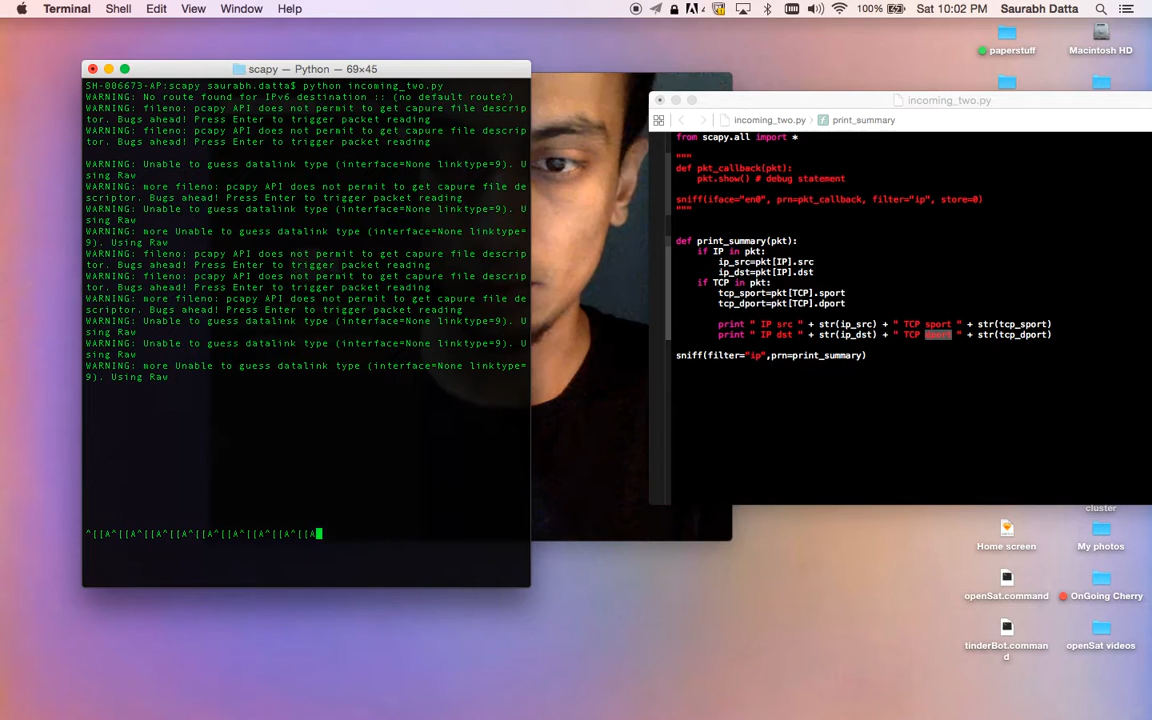 Terminal Shell Edit View Window Help
100% Sat 10:02 PM Saurabh Datta
scapy — Python — 69×45
SH-006673-AP:scapy saurabh.datta$ python incoming_two.py
WARNING: No route found for IPv6 destination :: (no default route?)
WARNING: fileno: pcapy API does not permit to get capure file descrip
tor. Bugs ahead! Press Enter to trigger packet reading
WARNING: fileno: pcapy API does not permit to get capure file descrip
tor. Bugs ahead! Press Enter to trigger packet reading
WARNING: Unable to guess datalink type (interface=None linktype=9). U
sing Raw
WARNING: more fileno: pcapy API does not permit to get capure file de
scriptor. Bugs ahead! Press Enter to trigger packet reading
WARNING: Unable to guess datalink type (interface=None linktype=9). U
sing Raw
WARNING: more Unable to guess datalink type (interface=None linktype=
9). Using Raw
WARNING: fileno: pcapy API does not permit to get capure file descrip
tor. Bugs ahead! Press Enter to trigger packet reading
WARNING: fileno: pcapy API does not permit to get capure file descrip
tor. Bugs ahead! Press Enter to trigger packet reading
WARNING: more fileno: pcapy API does not permit to get capure file de
scriptor. Bugs ahead! Press Enter to trigger packet reading
WARNING: Unable to guess datalink type (interface=None linktype=9). U
sing Raw
WARNING: Unable to guess datalink type (interface=None linktype=9). U
sing Raw
WARNING: more Unable to guess datalink type (interface=None linktype=
9). Using Raw
^[[A^[[A^[[A^[[A^[[A^[[A^[[A^[[A^[[A
incoming_two.py
incoming_two.py print_summary
from scapy.all import *
"""
def pkt_callback(pkt):
pkt.show() # debug statement
sniff(iface="en0", prn=pkt_callback, filter="ip", store=0)
"""
def print_summary(pkt):
if IP in pkt:
ip_src=pkt[IP].src
ip_dst=pkt[IP].dst
if TCP in pkt:
tcp_sport=pkt[TCP].sport
tcp_dport=pkt[TCP].dport
print " IP src " + str(ip_src) + " TCP sport " + str(tcp_sport)
print " IP dst " + str(ip_dst) + " TCP dport " + str(tcp_dport)
sniff(filter="ip",prn=print_summary)
paperstuff
Macintosh HD
cluster
Home screen
My photos
openSat.command
OnGoing Cherry
tinderBot.comman
d
openSat videos